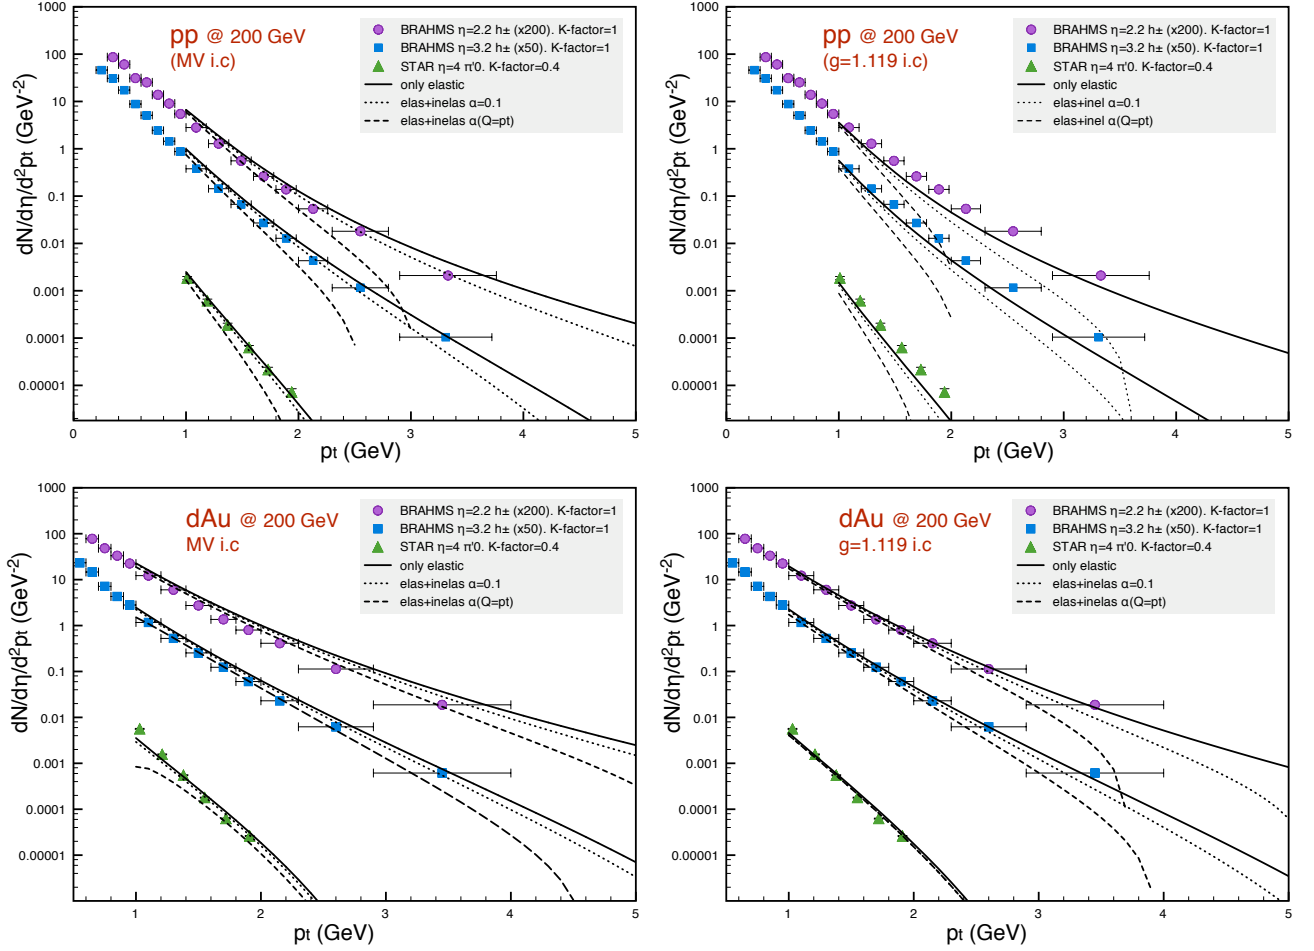 pp @ 200 GeV
(MV i.c)
BRAHMS η=2.2 h± (x200). K-factor=1
BRAHMS η=3.2 h± (x50). K-factor=1
STAR η=4 π'0. K-factor=0.4
only elastic
elas+inelas α=0.1
elas+inelas α(Q=pt)
dN/dη/d²pt (GeV⁻²)
1000
100
10
1
0.1
0.01
0.001
0.0001
0.00001
0 1 2 3 4 5
pt (GeV)
pp @ 200 GeV
(g=1.119 i.c)
BRAHMS η=2.2 h± (x200). K-factor=1
BRAHMS η=3.2 h± (x50). K-factor=1
STAR η=4 π'0. K-factor=0.4
only elastic
elas+inel α=0.1
elas+inel α(Q=pt)
dN/dη/d²pt (GeV⁻²)
1000
100
10
1
0.1
0.01
0.001
0.0001
0.00001
0 1 2 3 4 5
pt (GeV)
dAu @ 200 GeV
MV i.c
BRAHMS η=2.2 h± (x200). K-factor=1
BRAHMS η=3.2 h± (x50). K-factor=1
STAR η=4 π'0. K-factor=0.4
only elastic
elas+inelas α=0.1
elas+inelas α(Q=pt)
dN/dη/d²pt (GeV⁻²)
1000
100
10
1
0.1
0.01
0.001
0.0001
0.00001
1 2 3 4 5
pt (GeV)
dAu @ 200 GeV
g=1.119 i.c
BRAHMS η=2.2 h± (x200). K-factor=1
BRAHMS η=3.2 h± (x50). K-factor=1
STAR η=4 π'0. K-factor=0.4
only elastic
elas+inelas α=0.1
elas+inelas α(Q=pt)
dN/dη/d²pt (GeV⁻²)
1000
100
10
1
0.1
0.01
0.001
0.0001
0.00001
1 2 3 4 5
pt (GeV)